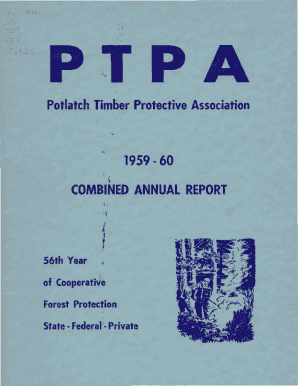 PTPA
Potlatch Timber Protective Association
1959 - 60
COMBINED ANNUAL REPORT
56th Year
of Cooperative
Forest Protection
State - Federal - Private